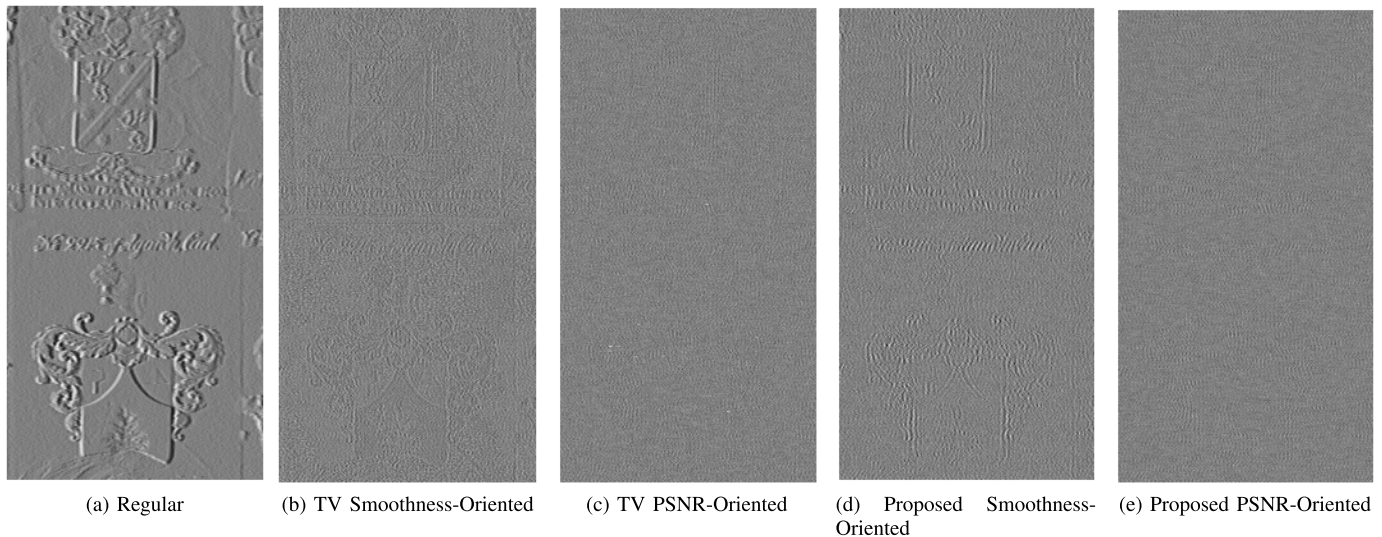 (a) Regular
(b) TV Smoothness-Oriented
(c) TV PSNR-Oriented
(d) Proposed Smoothness-
Oriented
(e) Proposed PSNR-Oriented